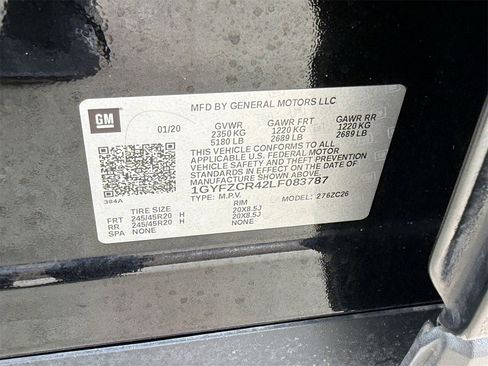 MFD BY GENERAL MOTORS LLC
GM 01/20 GVWR GAWR FRT GAWR RR
2350 KG 1220 KG 1220 KG
5180 LB 2689 LB 2689 LB
THIS VEHICLE CONFORMS TO ALL APPLICABLE
U.S. FEDERAL MOTOR VEHICLE SAFETY
VEHICLE SAFETY AND THEFT PREVENTION
STANDARDS IN EFFECT ON THE DATE OF
MANUFACTURE SHOWN ABOVE.
1GYFZCR42LF083787
384A TYPE: M.P.V. MODEL: 276ZC26
TIRE SIZE RIM
FRT 245/45R20 H 20X8.5J
RR 245/45R20 H 20X8.5J
SPA NONE NONE